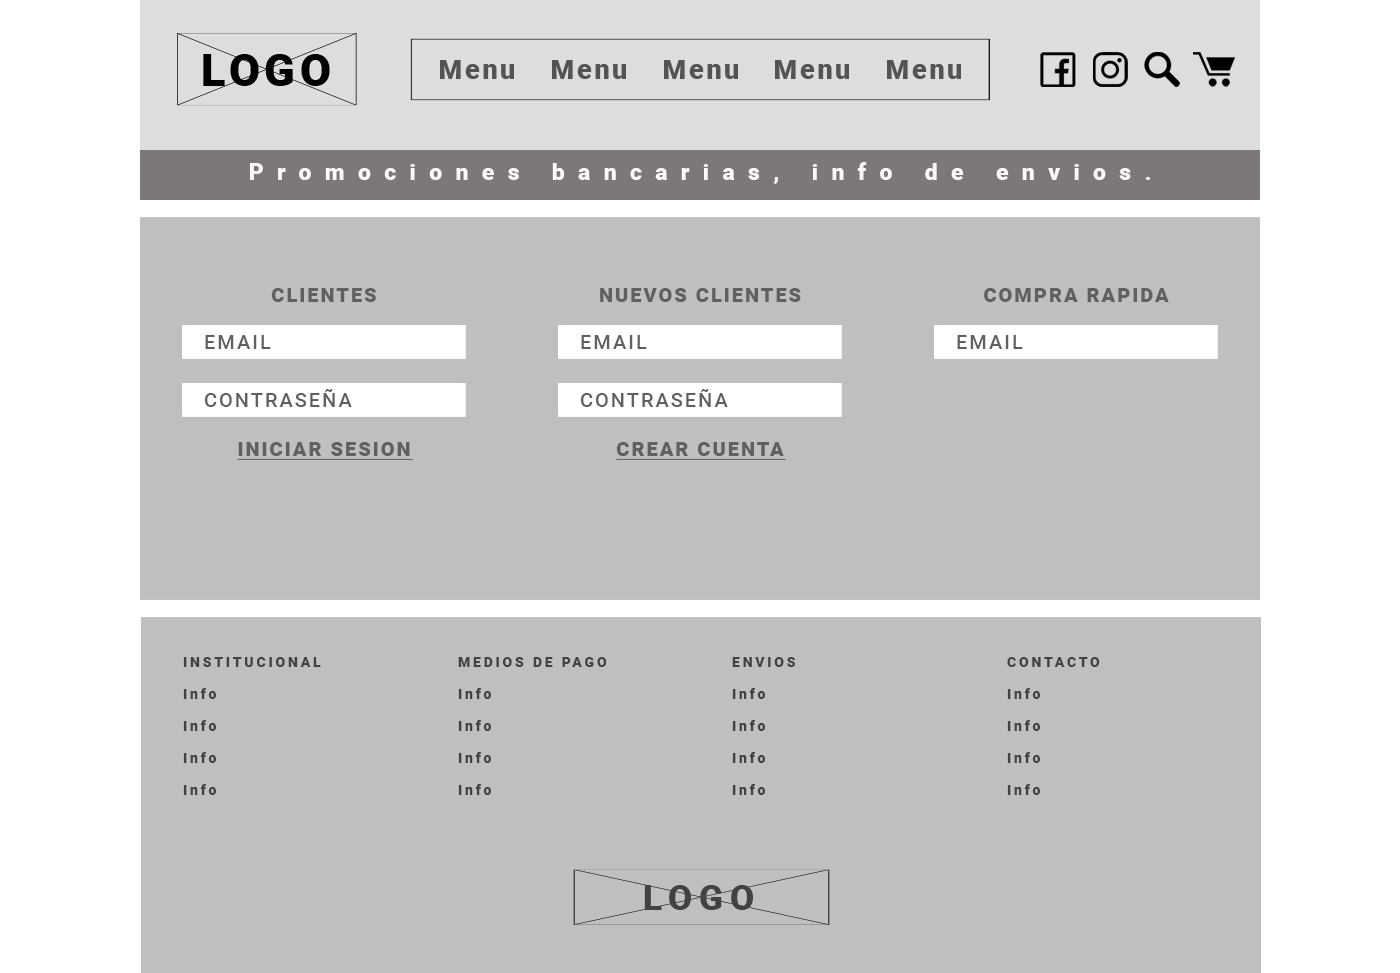 LOGO
Menu Menu Menu Menu Menu
Promociones bancarias, info de envios.
CLIENTES
EMAIL
CONTRASEÑA
INICIAR SESION
NUEVOS CLIENTES
EMAIL
CONTRASEÑA
CREAR CUENTA
COMPRA RAPIDA
EMAIL
INSTITUCIONAL
Info
Info
Info
Info
MEDIOS DE PAGO
Info
Info
Info
Info
ENVIOS
Info
Info
Info
Info
CONTACTO
Info
Info
Info
Info
LOGO